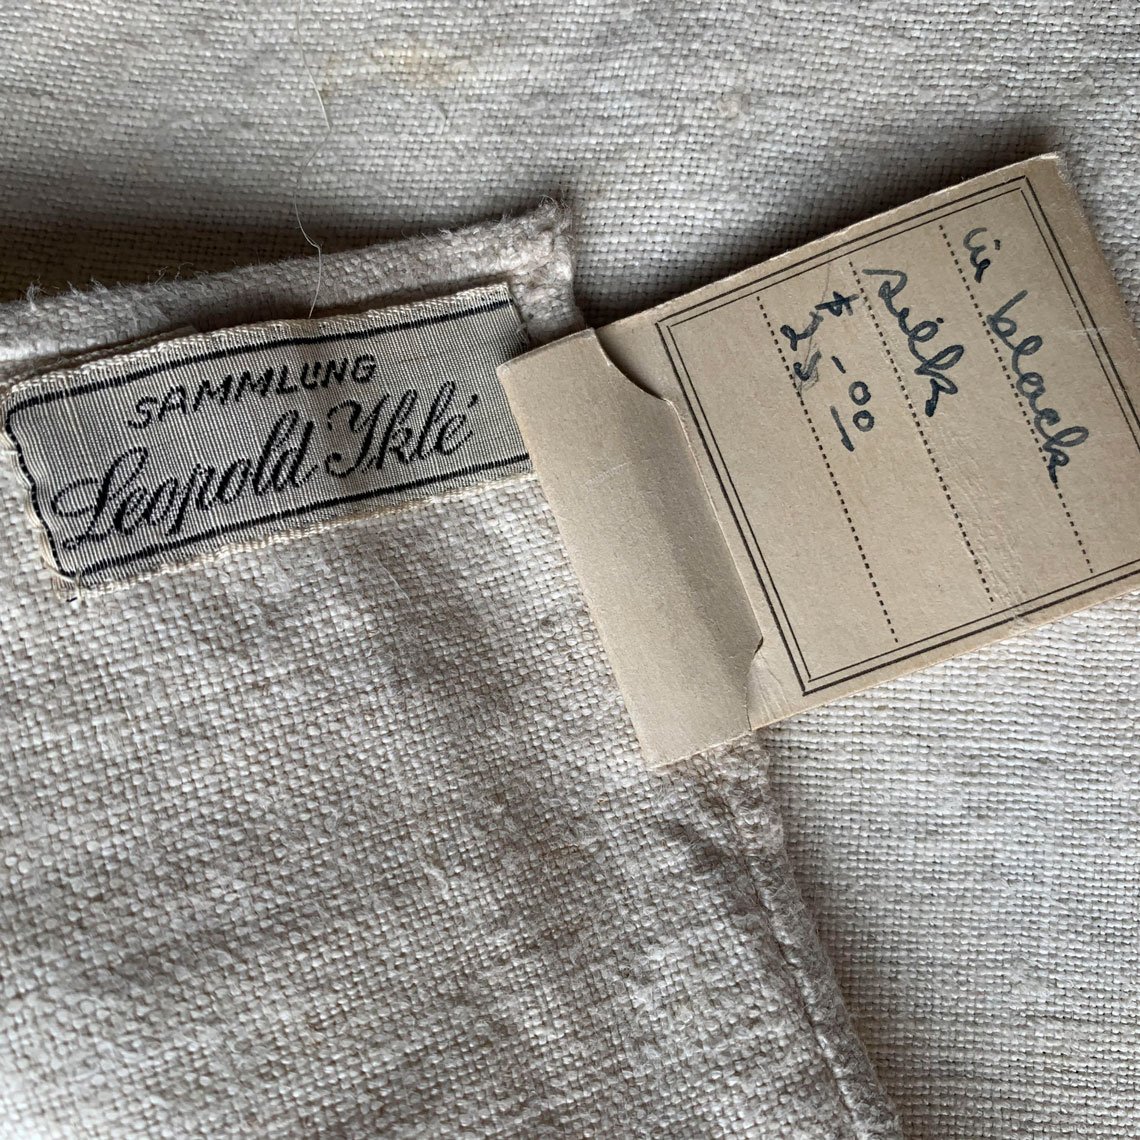 SAMMLUNG
Leopold Iklé
in black
silk
25-00